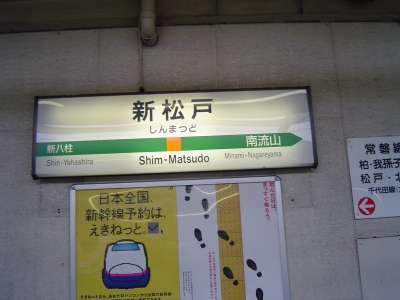 新松戸
しんまつど
新八柱
南流山
Shin-Yahashira
Shim-Matsudo
Minami-Nagareyama
日本全国、
新幹線予約は、
えきねっと。
常磐線
柏・我孫子
松戸・北
千代田線